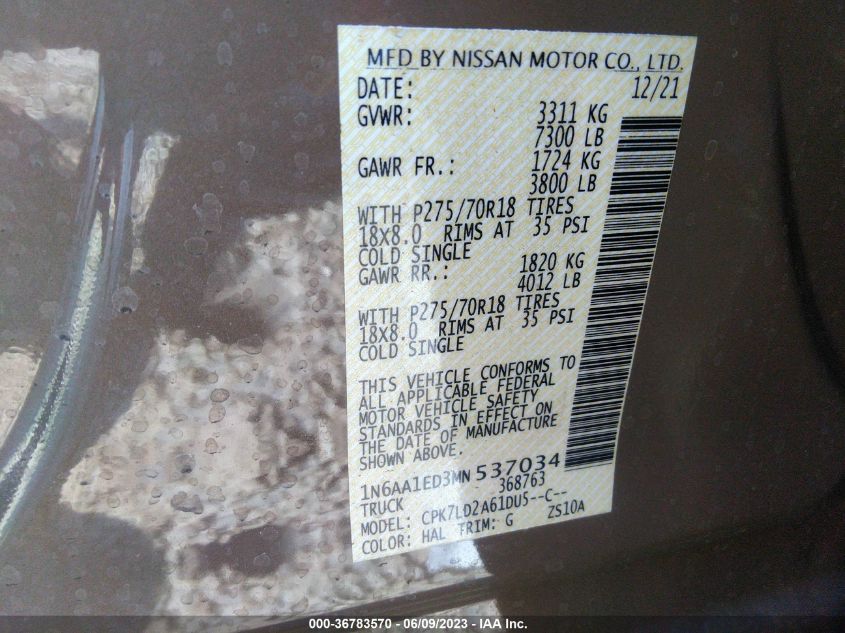 MFD BY NISSAN MOTOR CO., LTD.
DATE: 12/21
GVWR: 3311 KG
7300 LB
GAWR FR.: 1724 KG
3800 LB
WITH P275/70R18 TIRES
18X8.0 RIMS AT 35 PSI
COLD SINGLE
GAWR RR.: 1820 KG
4012 LB
WITH P275/70R18 TIRES
18X8.0 RIMS AT 35 PSI
COLD SINGLE
THIS VEHICLE CONFORMS TO
ALL APPLICABLE FEDERAL
MOTOR VEHICLE SAFETY
STANDARDS IN EFFECT ON
THE DATE OF MANUFACTURE
SHOWN ABOVE.
1N6AA1ED3MN537034
TRUCK 368763
MODEL: CPK7LD2A61DU5--C--
COLOR: HAL TRIM: G ZS10A
000-36783570 - 06/09/2023 - IAA Inc.